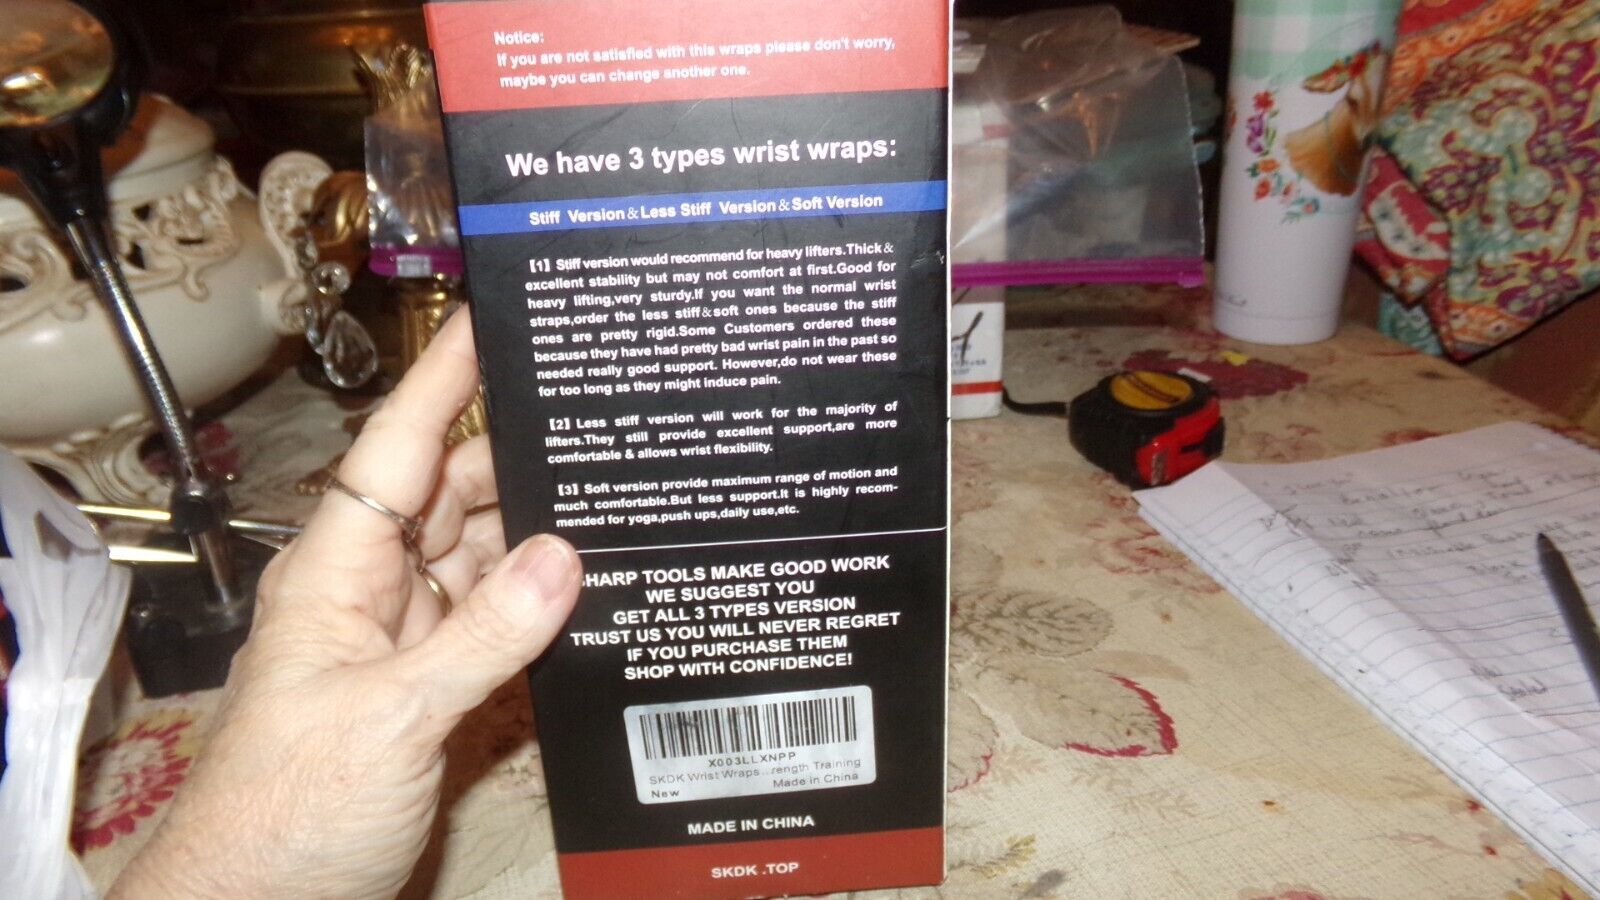 Notice:
If you are not satisfied with this wraps please don't worry,
maybe you can change another one.
We have 3 types wrist wraps:
Stiff Version & Less Stiff Version & Soft Version
【1】 Stiff version would recommend for heavy lifters.Thick &
excellent stability but may not comfort at first.Good for
heavy lifting,very sturdy.If you want the normal wrist
straps,order the less stiff & soft ones because the stiff
ones are pretty rigid.Some Customers ordered these
because they have had pretty bad wrist pain in the past so
needed really good support. However,do not wear these
for too long as they might induce pain.
【2】 Less stiff version will work for the majority of
lifters.They still provide excellent support,are more
comfortable & allows wrist flexibility.
【3】 Soft version provide maximum range of motion and
much comfortable.But less support.It is highly recom-
mended for yoga,push ups,daily use,etc.
SHARP TOOLS MAKE GOOD WORK
WE SUGGEST YOU
GET ALL 3 TYPES VERSION
TRUST US YOU WILL NEVER REGRET
IF YOU PURCHASE THEM
SHOP WITH CONFIDENCE!
X003LLXNPP
SKDK Wrist Wraps...rength Training
New Made in China
MADE IN CHINA
SKDK .TOP